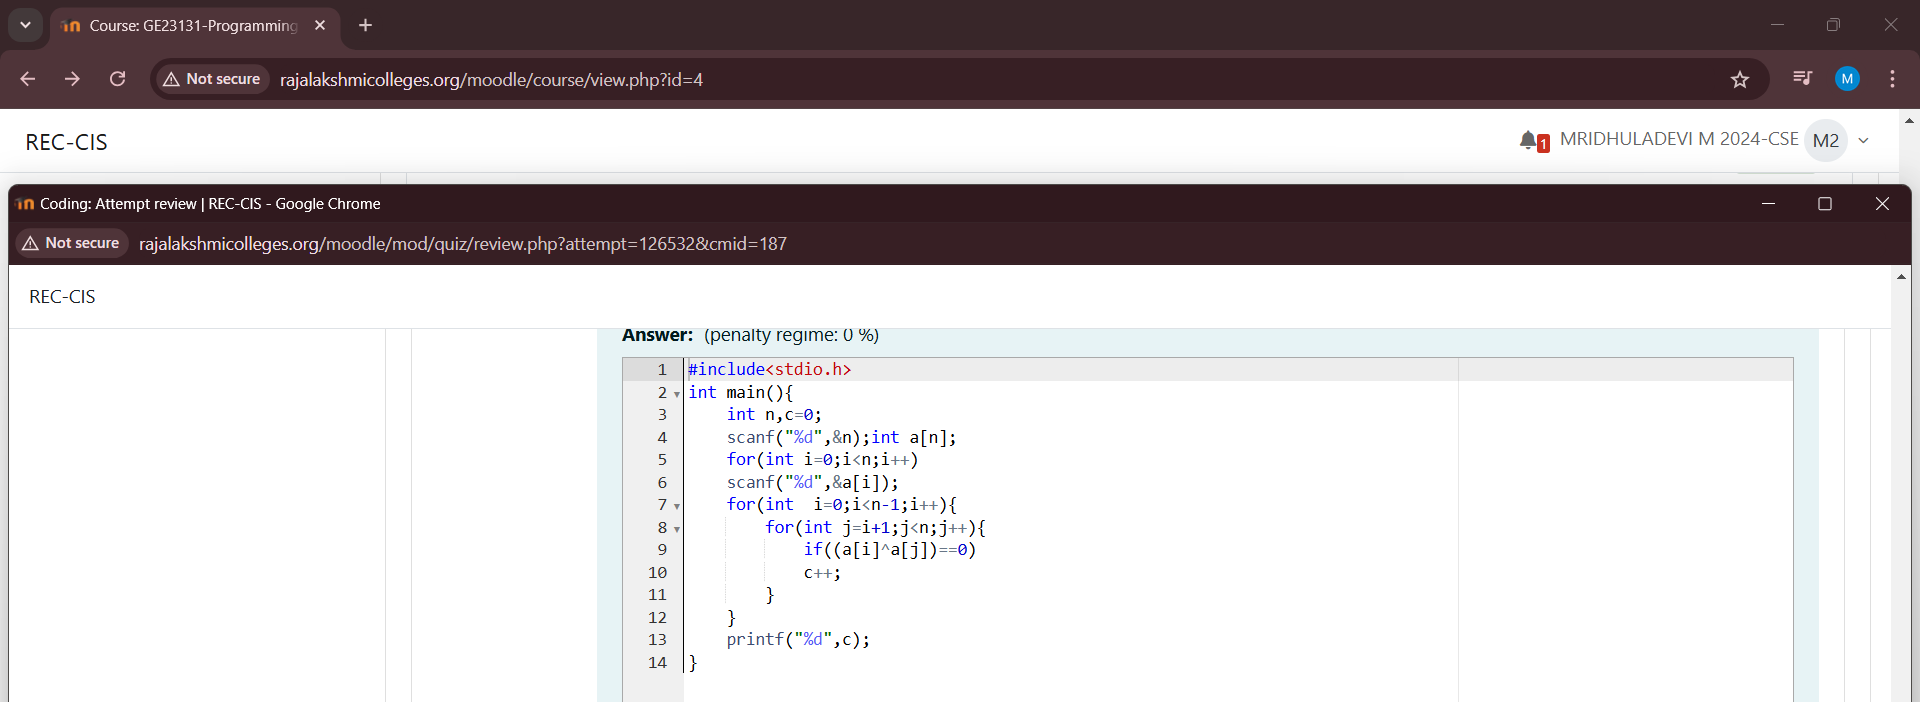 Course: GE23131-Programming
Not secure rajalakshmicolleges.org/moodle/course/view.php?id=4 M
REC-CIS 1 MRIDHULADEVI M 2024-CSE M2
Coding: Attempt review | REC-CIS - Google Chrome
Not secure rajalakshmicolleges.org/moodle/mod/quiz/review.php?attempt=126532&cmid=187
REC-CIS
Answer: (penalty regime: 0 %)
1 #include<stdio.h>
2 int main(){
3     int n,c=0;
4     scanf("%d",&n);int a[n];
5     for(int i=0;i<n;i++)
6     scanf("%d",&a[i]);
7     for(int  i=0;i<n-1;i++){
8         for(int j=i+1;j<n;j++){
9             if((a[i]^a[j])==0)
10             c++;
11         }
12     }
13     printf("%d",c);
14 }